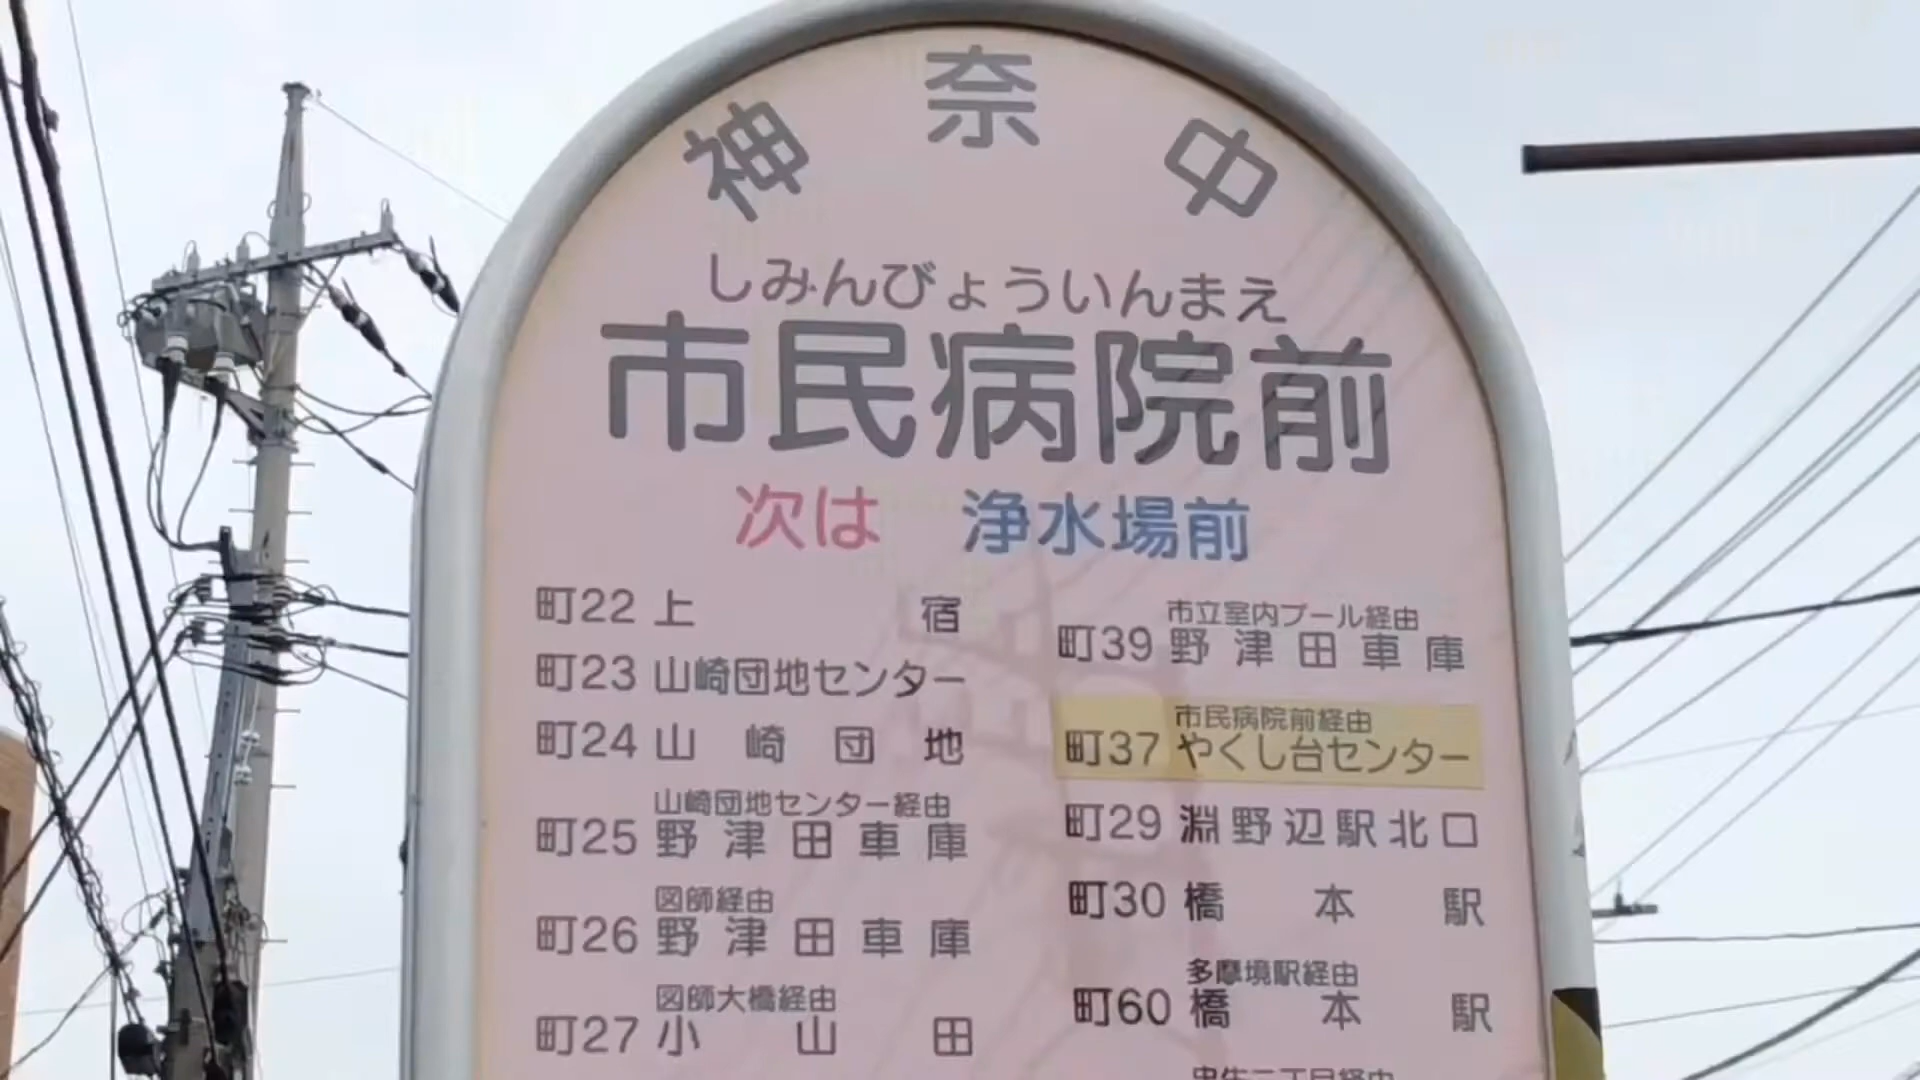 神奈中
しみんびょういんまえ
市民病院前
次は 浄水場前
町22 上宿
町23 山崎団地センター
町24 山崎団地
山崎団地センター経由
町25 野津田車庫
図師経由
町26 野津田車庫
図師大橋経由
町27 小山田
市立室内プール経由
町39 野津田車庫
市民病院前経由
町37 やくし台センター
町29 淵野辺駅北口
町30 橋本駅
多摩境駅経由
町60 橋本駅